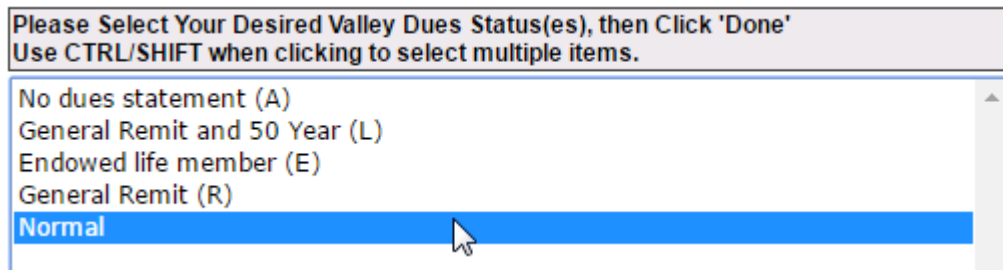 Please Select Your Desired Valley Dues Status(es), then Click 'Done'
Use CTRL/SHIFT when clicking to select multiple items.
No dues statement (A)
General Remit and 50 Year (L)
Endowed life member (E)
General Remit (R)
Normal